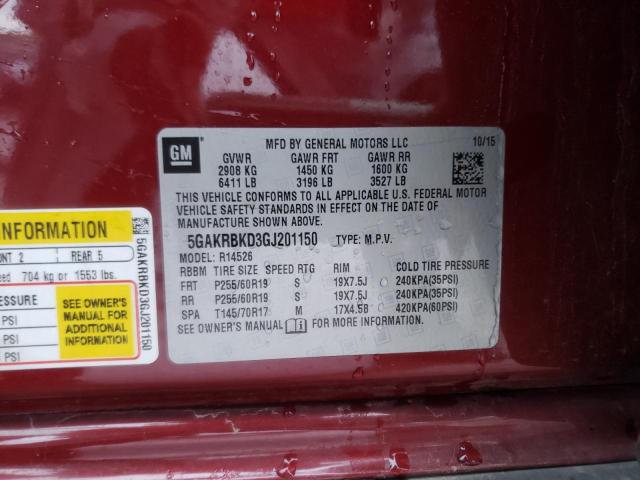 GM
MFD BY GENERAL MOTORS LLC 10/15
GVWR GAWR FRT GAWR RR
2908 KG 1450 KG 1600 KG
6411 LB 3196 LB 3527 LB
THIS VEHICLE CONFORMS TO ALL APPLICABLE U.S. FEDERAL MOTOR
VEHICLE SAFETY STANDARDS IN EFFECT ON THE DATE OF
MANUFACTURE SHOWN ABOVE.
5GAKRBKD3GJ201150 TYPE: M.P.V.
MODEL: R14526
RBBM TIRE SIZE SPEED RTG RIM COLD TIRE PRESSURE
FRT P255/60R19 S 19X7.5J 240KPA(35PSI)
RR P255/60R19 S 19X7.5J 240KPA(35PSI)
SPA T145/70R17 M 17X4.5B 420KPA(60PSI)
SEE OWNER'S MANUAL FOR MORE INFORMATION.
INFORMATION
ONT 2 REAR 5
eed 704 kg or 1553 lbs.
SEE OWNER'S
MANUAL FOR
ADDITIONAL
INFORMATION
PSI
PSI
PSI
5GAKRBKD3GJ201150